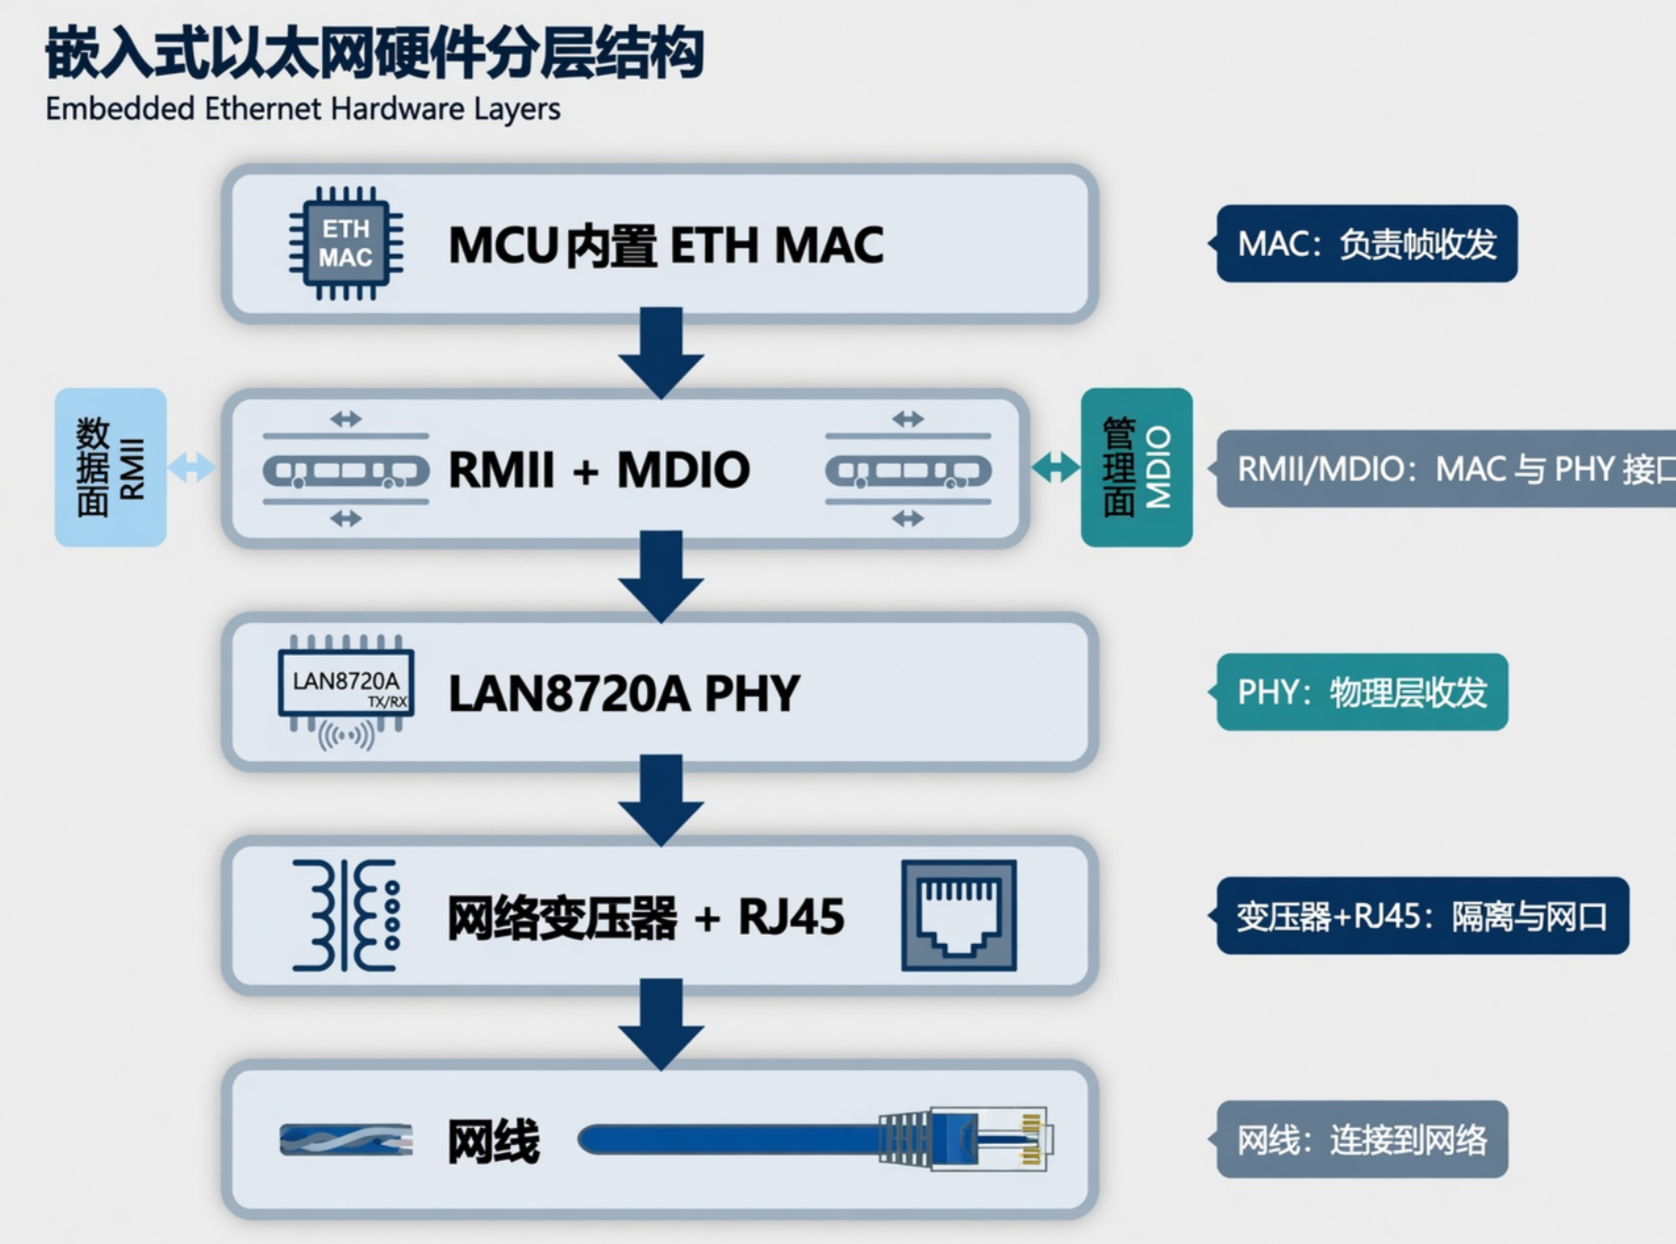 嵌入式以太网硬件分层结构
Embedded Ethernet Hardware Layers
ETH
MAC
MCU内置 ETH MAC
MAC：负责帧收发
数据面
RMII
RMII + MDIO
管理面
MDIO
RMII/MDIO：MAC 与 PHY 接口
LAN8720A
TX/RX
LAN8720A PHY
PHY：物理层收发
网络变压器 + RJ45
变压器+RJ45：隔离与网口
网线
网线：连接到网络